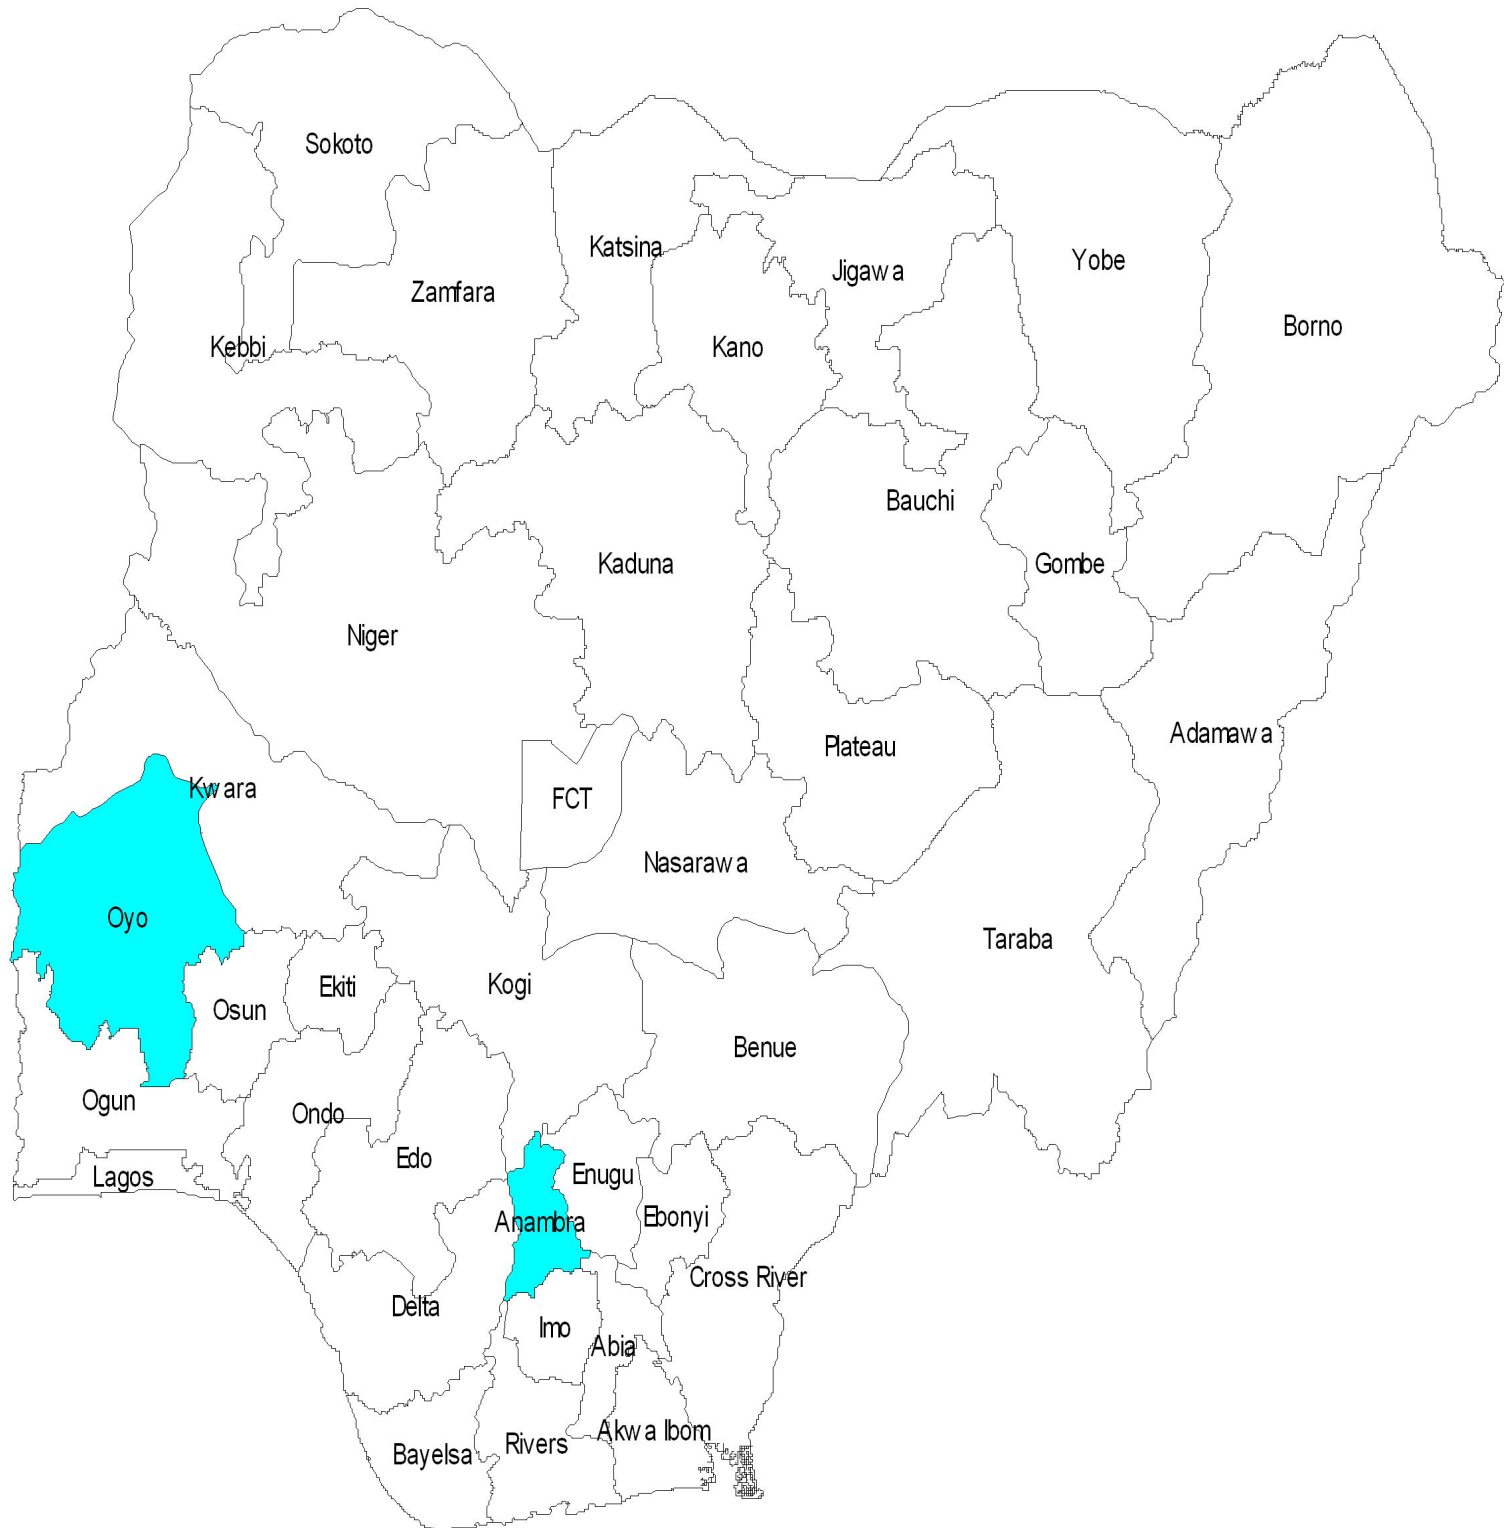 Sokoto
Katsina
Yobe
Jigawa
Zamfara
Borno
Kebbi
Kano
Bauchi
Gombe
Kaduna
Niger
Adamawa
Plateau
Kwara
FCT
Nasarawa
Oyo
Taraba
Kogi
Ekiti
Osun
Benue
Ogun
Ondo
Edo
Enugu
Lagos
Ebonyi
Anambra
Cross River
Delta
Imo
Abia
Akwa Ibom
Rivers
Bayelsa